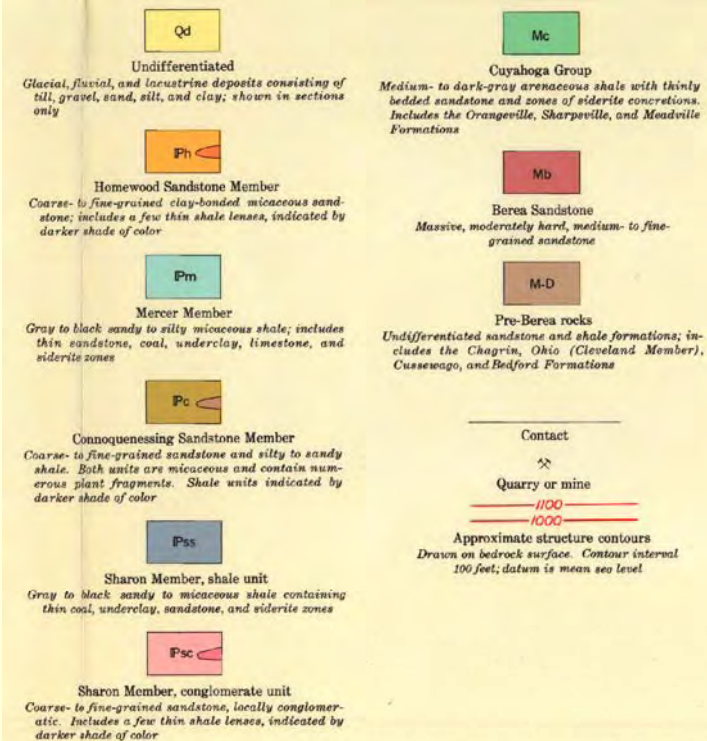 Qd
Undifferentiated
Glacial, fluvial, and lacustrine deposits consisting of
till, gravel, sand, silt, and clay; shown in sections
only
IPh
Homewood Sandstone Member
Coarse- to fine-grained clay-bonded micaceous sand-
stone; includes a few thin shale lenses, indicated by
darker shade of color
IPm
Mercer Member
Gray to black sandy to silty micaceous shale; includes
thin sandstone, coal, underclay, limestone, and
siderite zones
IPc
Connoquenessing Sandstone Member
Coarse- to fine-grained sandstone and silty to sandy
shale. Both units are micaceous and contain num-
erous plant fragments. Shale units indicated by
darker shade of color
IPss
Sharon Member, shale unit
Gray to black sandy to micaceous shale containing
thin coal, underclay, sandstone, and siderite zones
IPsc
Sharon Member, conglomerate unit
Coarse- to fine-grained sandstone, locally conglomer-
atic. Includes a few thin shale lenses, indicated by
darker shade of color
Mc
Cuyahoga Group
Medium- to dark-gray arenaceous shale with thinly
bedded sandstone and zones of siderite concretions.
Includes the Orangeville, Sharpsville, and Meadville
Formations
Mb
Berea Sandstone
Massive, moderately hard, medium- to fine-
grained sandstone
M-D
Pre-Berea rocks
Undifferentiated sandstone and shale formations; in-
cludes the Chagrin, Ohio (Cleveland Member),
Cussewago, and Bedford Formations
Contact
Quarry or mine
1100
1000
Approximate structure contours
Drawn on bedrock surface. Contour interval
100 feet; datum is mean sea level